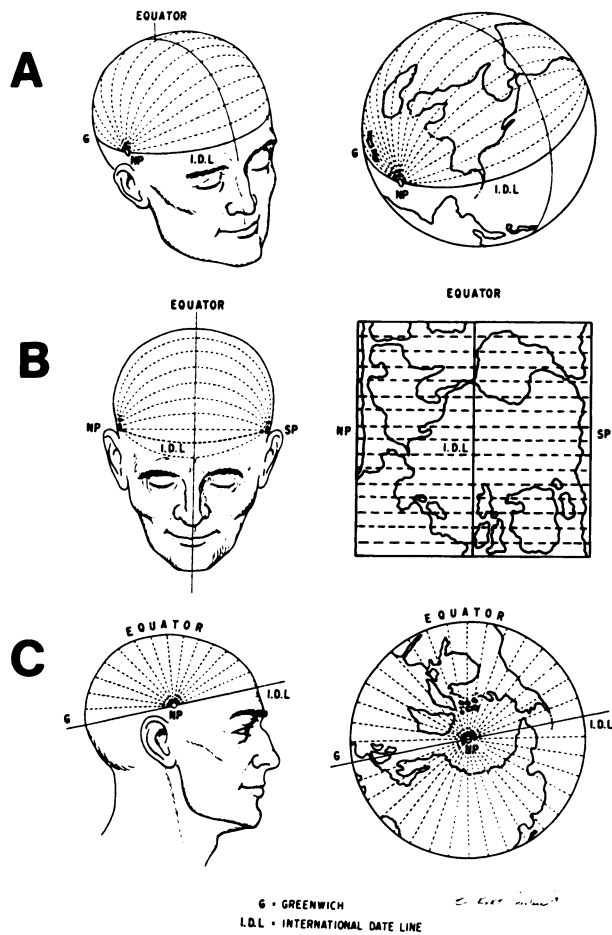 EQUATOR
A
G
NP
I.D.L
G
NP
I.D.L
EQUATOR
EQUATOR
B
NP
SP
I.D.L
NP
SP
I.D.L
EQUATOR
EQUATOR
C
G
NP
I.D.L
G
NP
I.D.L
G = GREENWICH
I.D.L = INTERNATIONAL DATE LINE